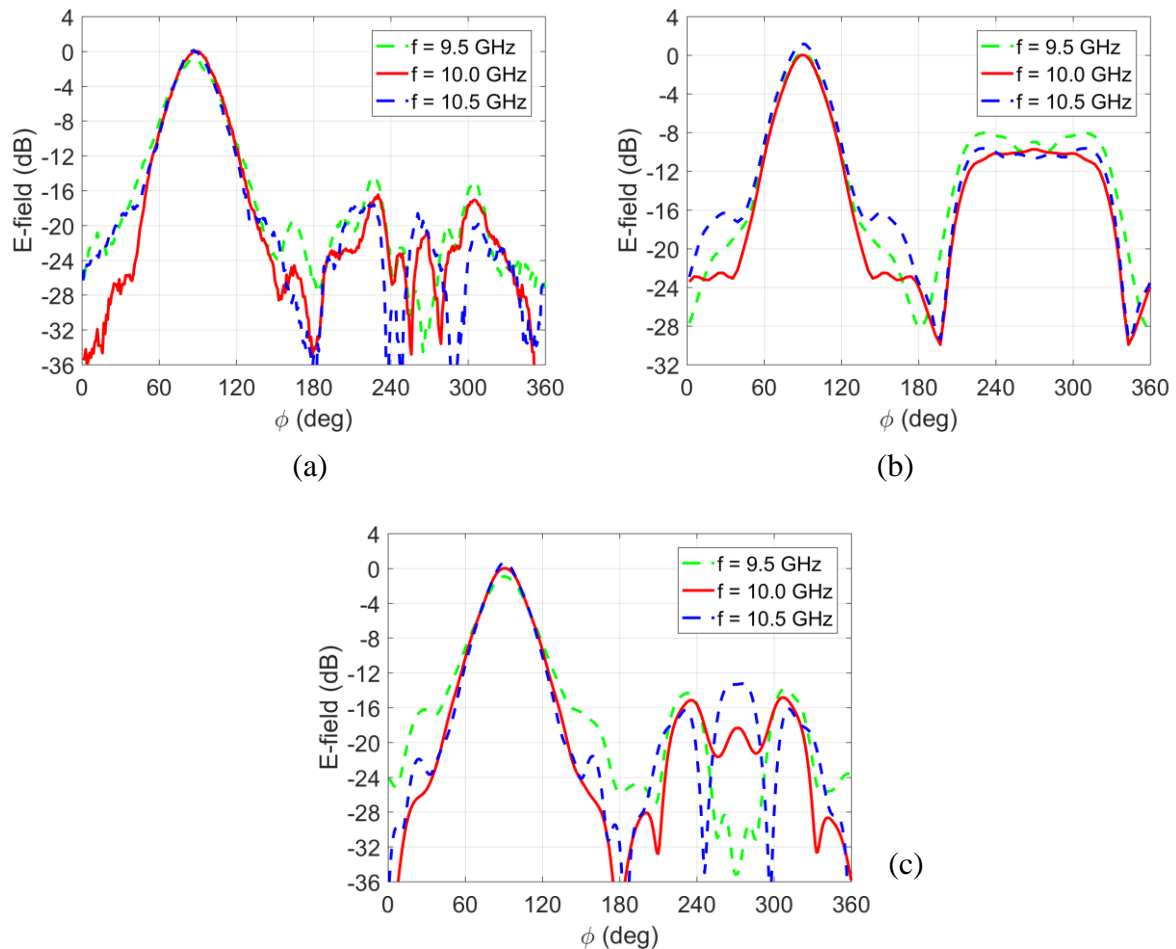 4
0
-4
-8
-12
-16
-20
-24
-28
-32
-36
E-field (dB)
f = 9.5 GHz
f = 10.0 GHz
f = 10.5 GHz
0 60 120 180 240 300 360
ϕ (deg)
(a)
4
0
-4
-8
-12
-16
-20
-24
-28
-32
-36
E-field (dB)
f = 9.5 GHz
f = 10.0 GHz
f = 10.5 GHz
0 60 120 180 240 300 360
ϕ (deg)
(b)
4
0
-4
-8
-12
-16
-20
-24
-28
-32
-36
E-field (dB)
f = 9.5 GHz
f = 10.0 GHz
f = 10.5 GHz
0 60 120 180 240 300 360
ϕ (deg)
(c)